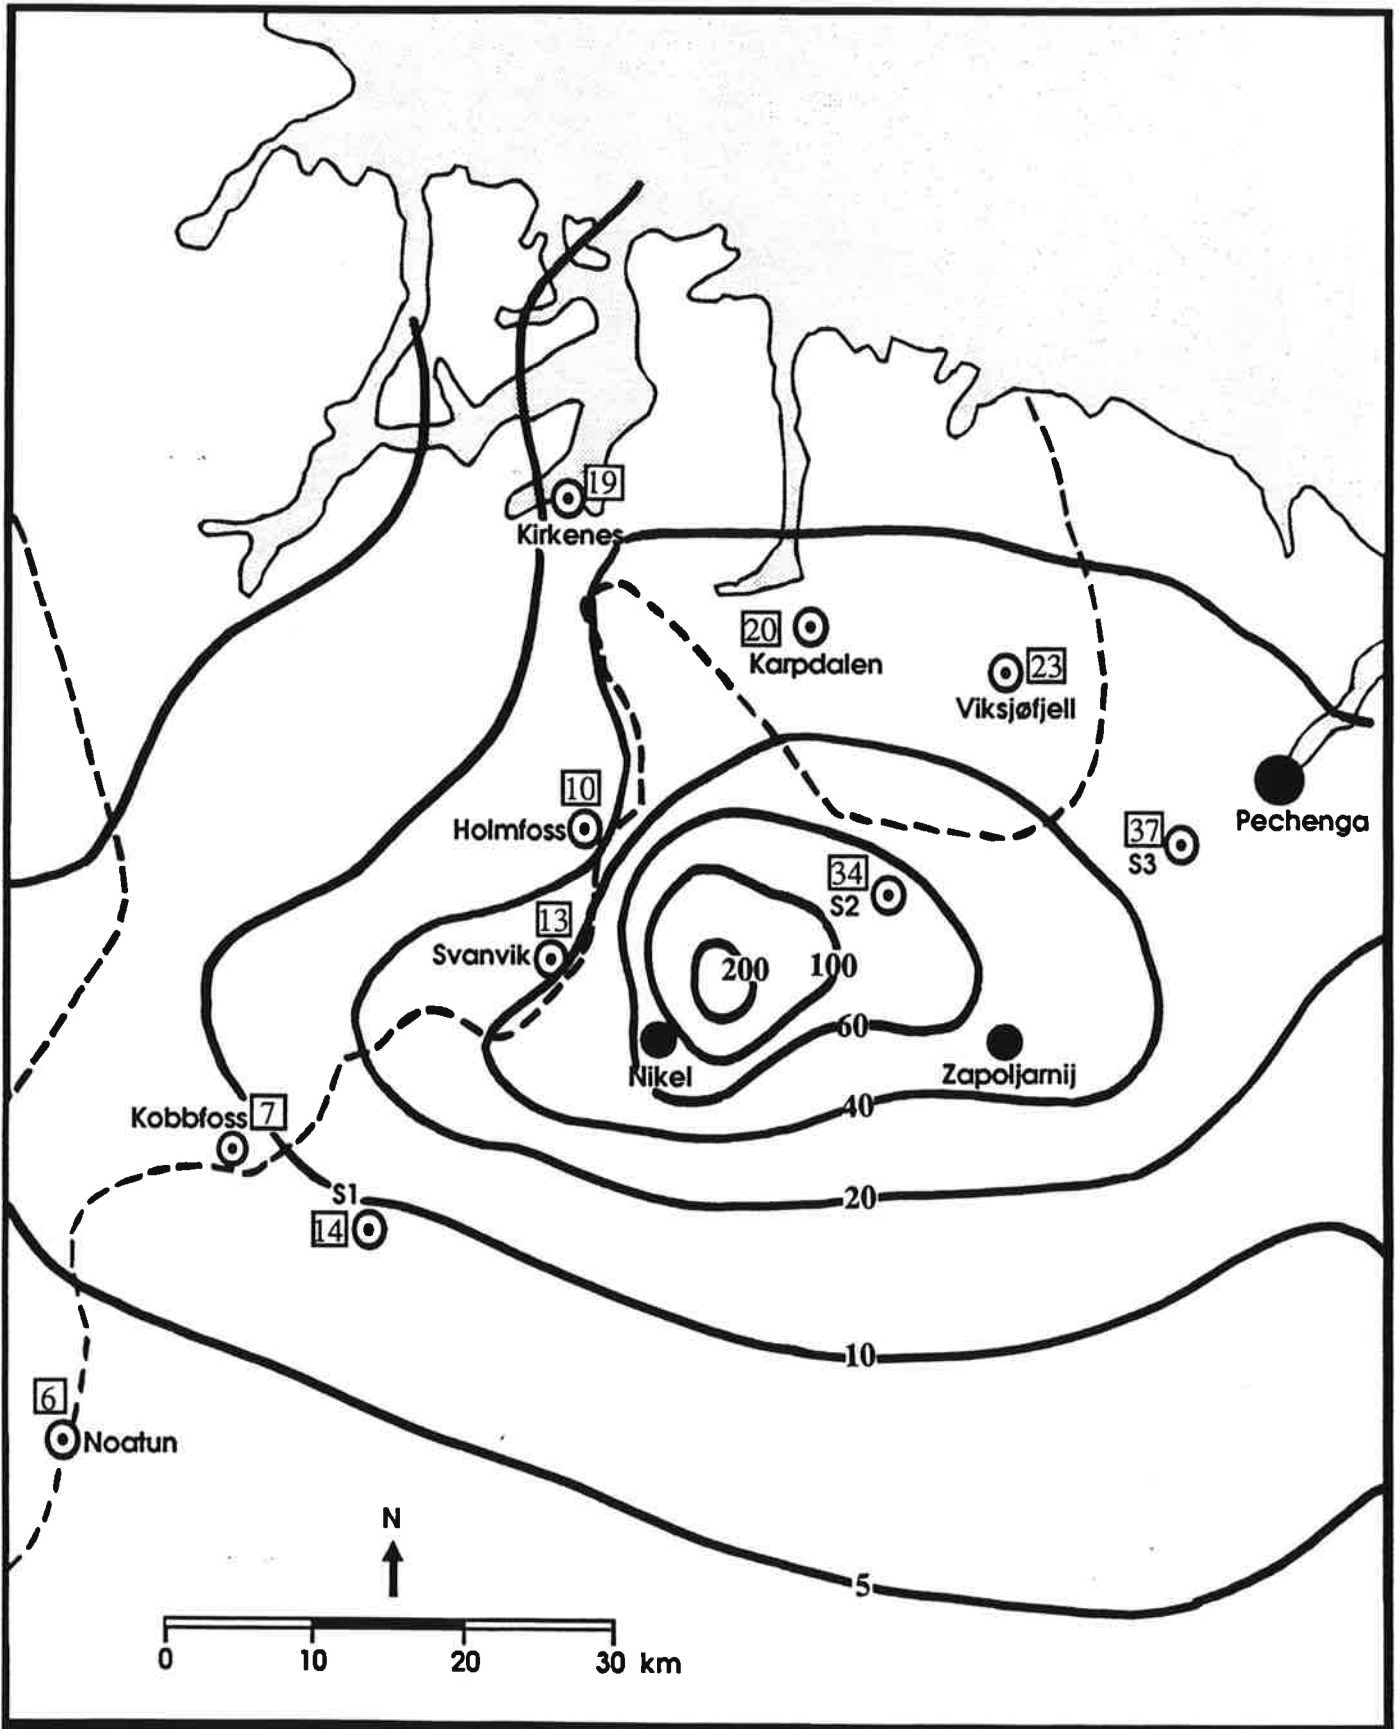 19
Kirkenes
20
Karpdalen
23
Viksjøfjell
10
Holmfoss
Pechenga
37
S3
34
S2
13
Svanvik
200
100
60
Nikel
Zapoljarnij
40
Kobbfoss 7
S1
14
20
10
6
Noatun
N
5
0 10 20 30 km